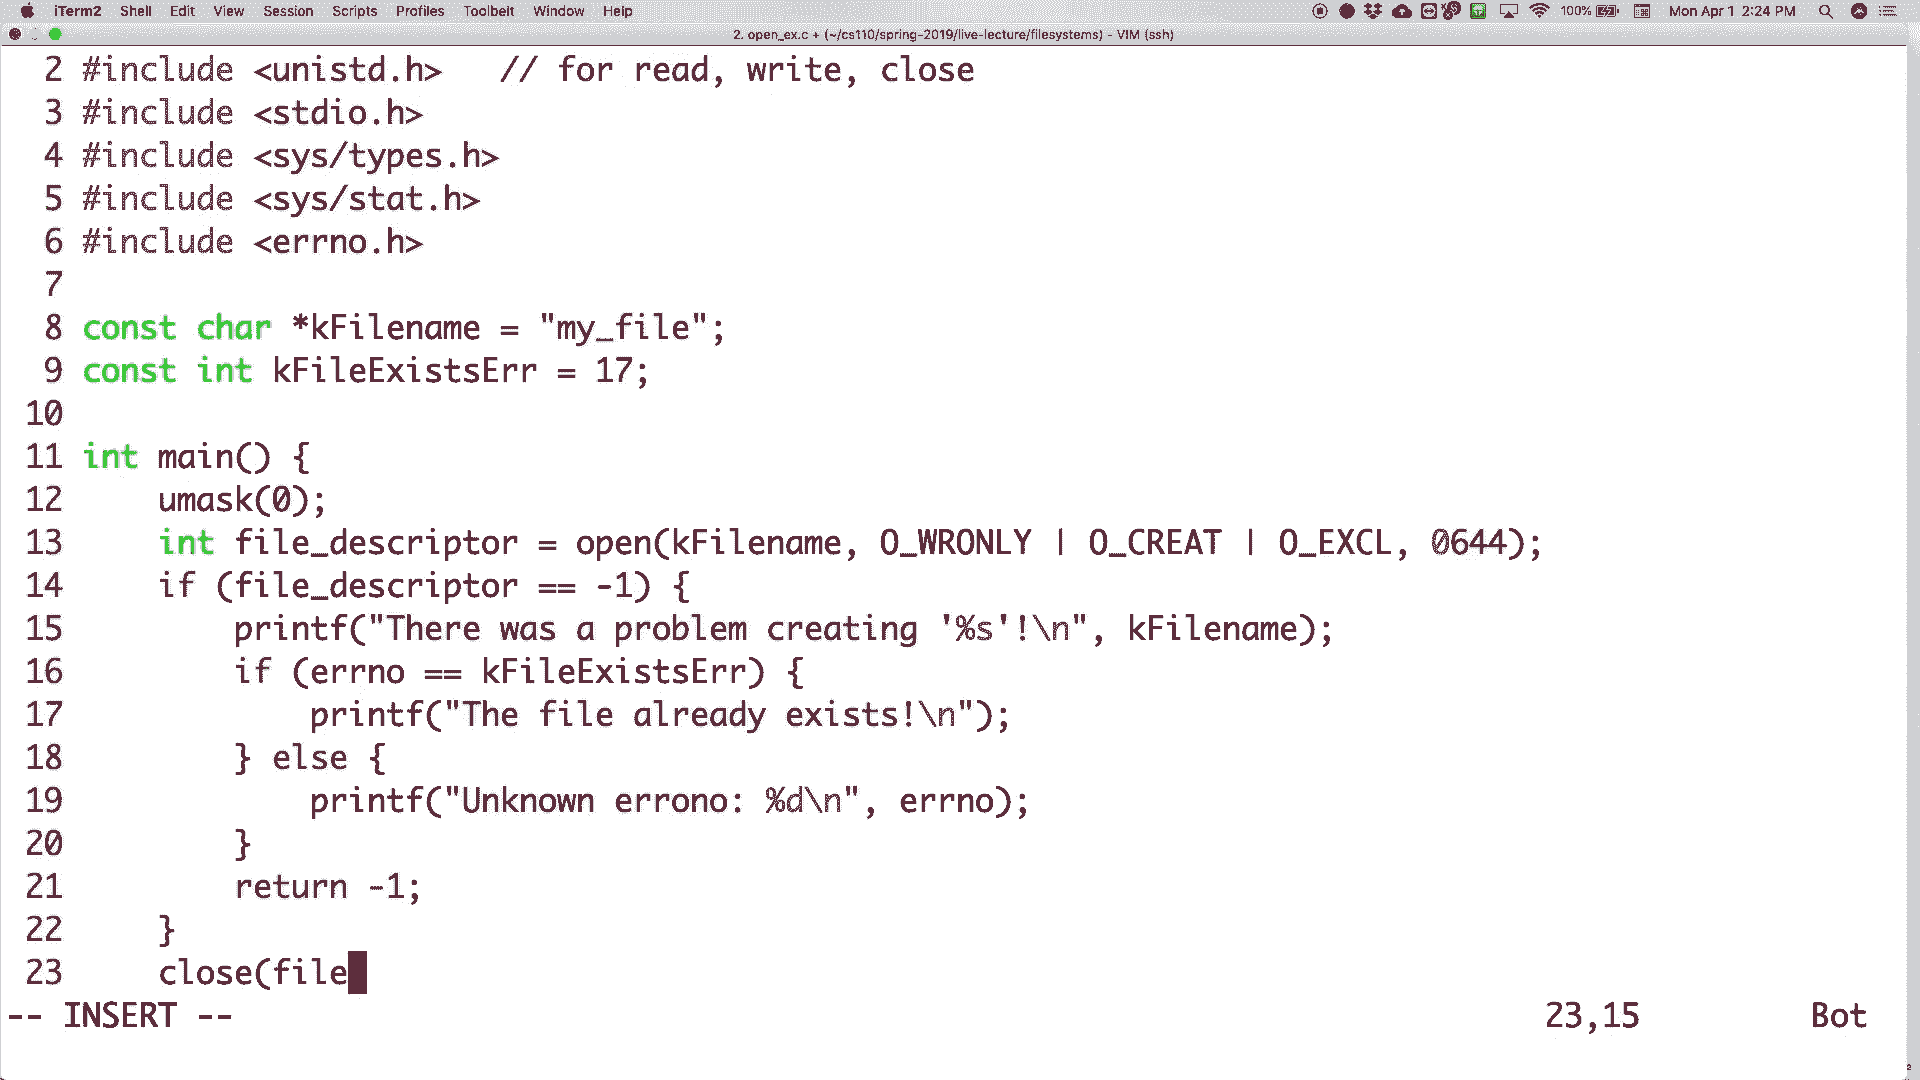 iTerm2 Shell Edit View Session Scripts Profiles Toolbelt Window Help 100% Mon Apr 1 2:24 PM
2. open_ex.c + (~/cs110/spring-2019/live-lecture/filesystems) - VIM (ssh)
2 #include <unistd.h>   // for read, write, close
3 #include <stdio.h>
4 #include <sys/types.h>
5 #include <sys/stat.h>
6 #include <errno.h>
7
8 const char *kFilename = "my_file";
9 const int kFileExistsErr = 17;
10
11 int main() {
12     umask(0);
13     int file_descriptor = open(kFilename, O_WRONLY | O_CREAT | O_EXCL, 0644);
14     if (file_descriptor == -1) {
15         printf("There was a problem creating '%s'!\n", kFilename);
16         if (errno == kFileExistsErr) {
17             printf("The file already exists!\n");
18         } else {
19             printf("Unknown errono: %d\n", errno);
20         }
21         return -1;
22     }
23     close(file
-- INSERT -- 23,15 Bot
2